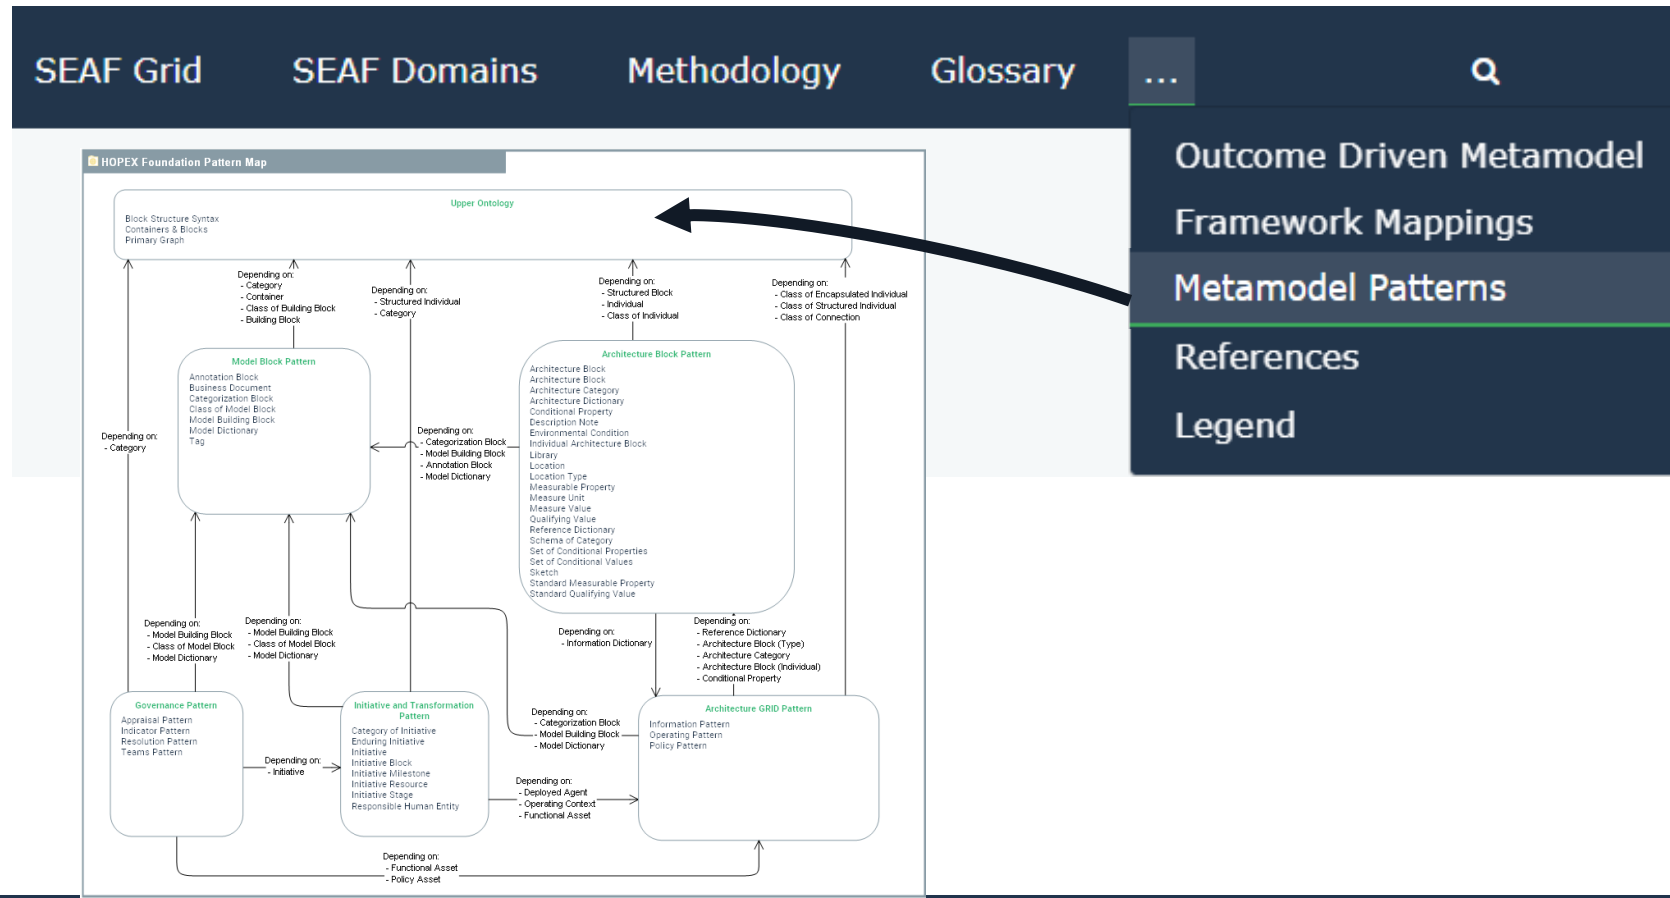 SEAF Grid
SEAF Domains
Methodology
Glossary
...
Outcome Driven Metamodel
Framework Mappings
Metamodel Patterns
References
Legend
HOPEX Foundation Pattern Map
Upper Ontology
Block Structure Syntax
Containers & Blocks
Primary Graph
Depending on:
- Category
- Container
- Class of Building Block
- Building Block
Depending on:
- Structured Individual
- Category
Depending on:
- Structured Block
- Individual
- Class of Individual
Depending on:
- Class of Encapsulated Individual
- Class of Structured Individual
- Class of Connection
Model Block Pattern
Annotation Block
Business Document
Categorization Block
Class of Model Block
Model Building Block
Model Dictionary
Tag
Architecture Block Pattern
Architecture Block
Architecture Block
Architecture Category
Architecture Dictionary
Conditional Property
Description Note
Environmental Condition
Individual Architecture Block
Library
Location
Location Type
Measurable Property
Measure Unit
Measure Value
Qualifying Value
Reference Dictionary
Schema of Category
Set of Conditional Properties
Set of Conditional Values
Sketch
Standard Measurable Property
Standard Qualifying Value
Depending on:
- Category
Depending on:
- Categorization Block
- Model Building Block
- Annotation Block
- Model Dictionary
Depending on:
- Model Building Block
- Class of Model Block
- Model Dictionary
Depending on:
- Model Building Block
- Class of Model Block
- Model Dictionary
Depending on:
- Information Dictionary
Depending on:
- Reference Dictionary
- Architecture Block (Type)
- Architecture Category
- Architecture Block (Individual)
- Conditional Property
Governance Pattern
Appraisal Pattern
Indicator Pattern
Resolution Pattern
Teams Pattern
Depending on:
- Initiative
Initiative and Transformation
Pattern
Category of Initiative
Enduring Initiative
Initiative
Initiative Block
Initiative Milestone
Initiative Resource
Initiative Stage
Responsible Human Entity
Depending on:
- Categorization Block
- Model Building Block
- Model Dictionary
Depending on:
- Deployed Agent
- Operating Context
- Functional Asset
Architecture GRID Pattern
Information Pattern
Operating Pattern
Policy Pattern
Depending on:
- Functional Asset
- Policy Asset